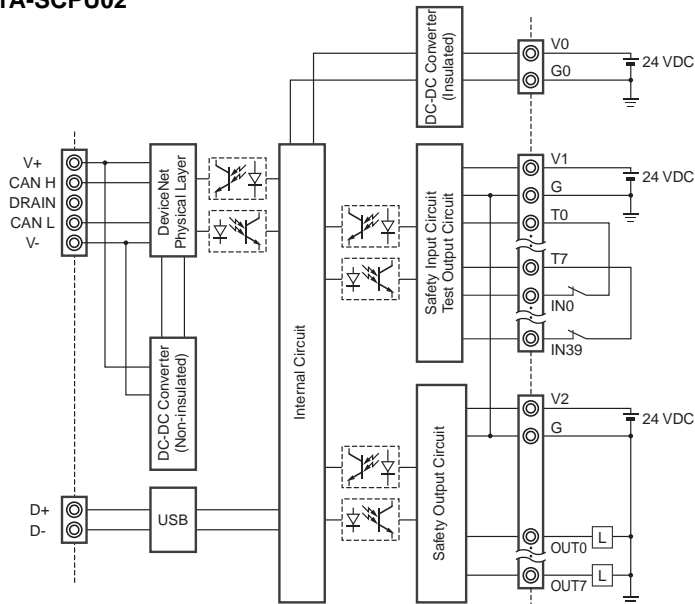 TA-SCPU02
V0
G0
24 VDC
DC-DC Converter
(Insulated)
V+
CAN H
DRAIN
CAN L
V-
DeviceNet
Physical Layer
DC-DC Converter
(Non-insulated)
D+
D-
USB
Internal Circuit
Safety Input Circuit
Test Output Circuit
V1
G
T0
T7
IN0
IN39
24 VDC
Safety Output Circuit
V2
G
24 VDC
OUT0
L
OUT7
L